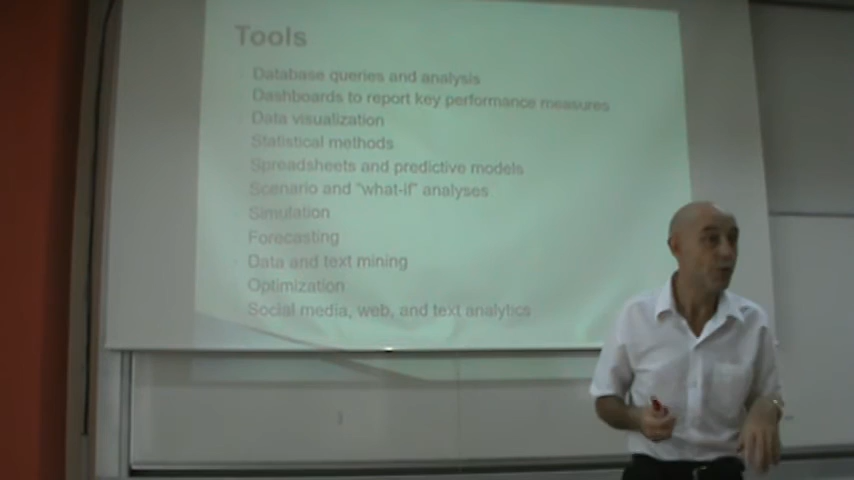 Tools
Database queries and analysis
Dashboards to report key performance measures
Data visualization
Statistical methods
Spreadsheets and predictive models
Scenario and "what-if" analyses
Simulation
Forecasting
Data and text mining
Optimization
Social media, web, and text analytics